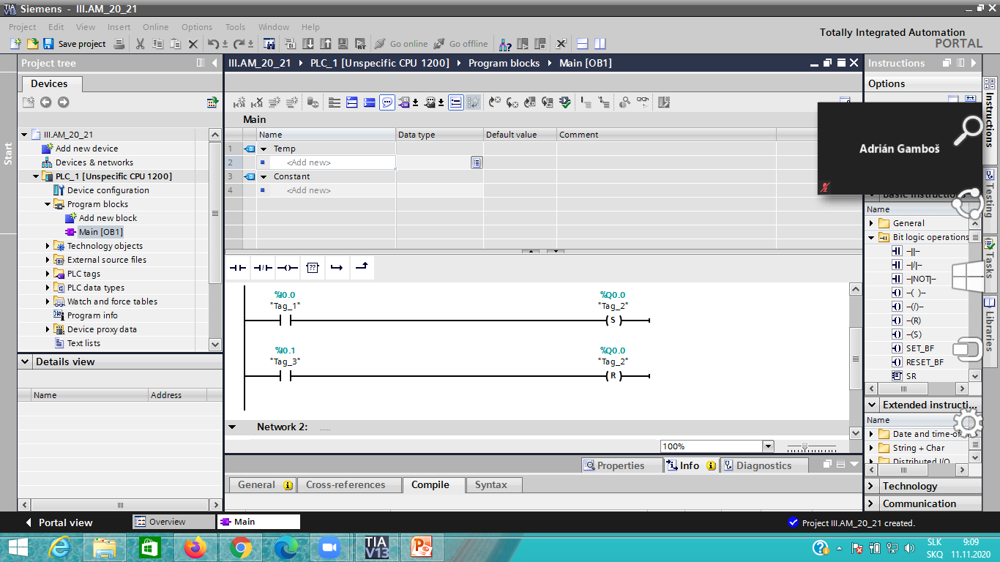 TIA V13 Siemens - III.AM_20_21
Project Edit View Insert Online Options Tools Window Help
Totally Integrated Automation
PORTAL
Save project Go online Go offline
Project tree
III.AM_20_21 PLC_1 [Unspecific CPU 1200] Program blocks Main [OB1]
Instructions
Devices
Options
Start
Main
Name Data type Default value Comment
1 Temp
2 <Add new>
3 Constant
4 <Add new>
III.AM_20_21
Add new device
Devices & networks
PLC_1 [Unspecific CPU 1200]
Device configuration
Program blocks
Add new block
Main [OB1]
Technology objects
External source files
PLC tags
PLC data types
Watch and force tables
Program info
Device proxy data
Text lists
Adrián Gamboš
Instructions
Testing
Tasks
Libraries
Basic instructions
Name
General
Bit logic operations
-||-
-|/|-
-|NOT|-
-( )-
-(/)-
-(R)
-(S)
SET_BF
RESET_BF
SR
??
%I0.0
"Tag_1"
%Q0.0
"Tag_2"
S
%I0.1
"Tag_3"
%Q0.0
"Tag_2"
R
Network 2: .....
100%
Details view
Name Address
Extended instructi...
Name
Date and time-of
String + Char
Distributed I/O
Technology
Communication
Properties Info Diagnostics
General Cross-references Compile Syntax
Portal view Overview Main
Project III.AM_20_21 created.
TIA V13
SLK
SKQ
9:09
11.11.2020